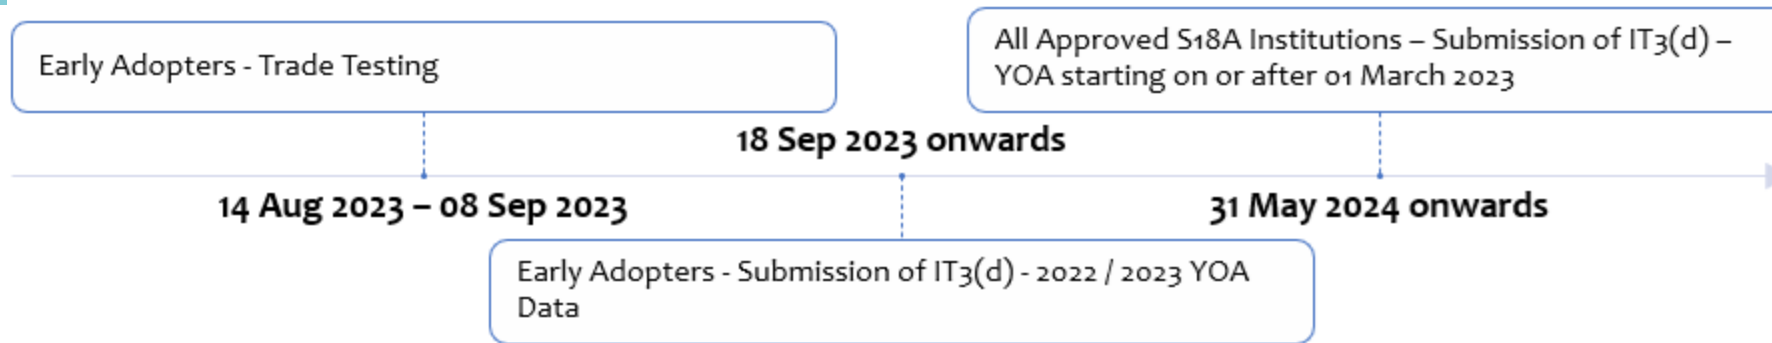 Early Adopters - Trade Testing
All Approved S18A Institutions – Submission of IT3(d) –
YOA starting on or after 01 March 2023
18 Sep 2023 onwards
14 Aug 2023 – 08 Sep 2023
31 May 2024 onwards
Early Adopters - Submission of IT3(d) - 2022 / 2023 YOA
Data